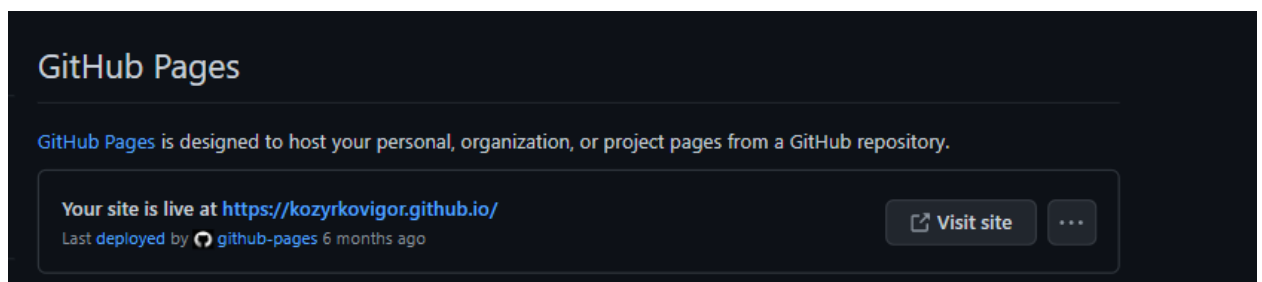 GitHub Pages
GitHub Pages is designed to host your personal, organization, or project pages from a GitHub repository.
Your site is live at https://kozyrkovigor.github.io/
Last deployed by github-pages 6 months ago
Visit site